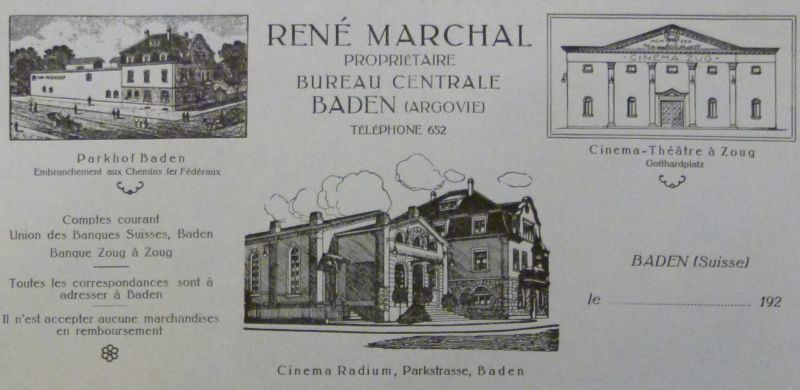 RENÉ MARCHAL
PROPRIÉTAIRE
BUREAU CENTRALE
BADEN (ARGOVIE)
TÉLÉPHONE 652
Parkhof Baden
Embranchement aux Chemins fer Fédéraux
CINEMA ZUG
Cinema-Théâtre à Zoug
Gotthardplatz
Comptes courant
Union des Banques Suisses, Baden
Banque Zoug à Zoug
Toutes les correspondances sont à
adresser à Baden
Il n'est accepter aucune marchandises
en remboursement
Cinema Radium, Parkstrasse, Baden
BADEN (Suisse)
le 192